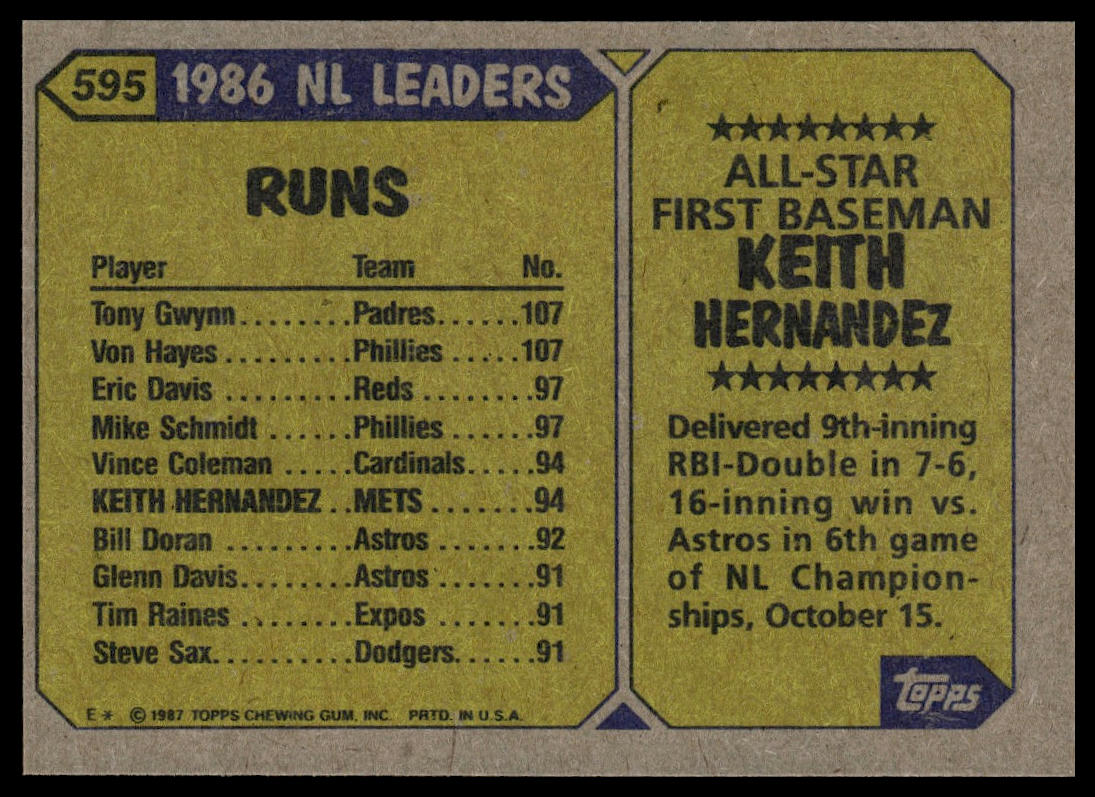 595 1986 NL LEADERS
RUNS
Player Team No.
Tony Gwynn........Padres......107
Von Hayes.........Phillies.....107
Eric Davis.........Reds........97
Mike Schmidt......Phillies......97
Vince Coleman.....Cardinals.....94
KEITH HERNANDEZ..METS.......94
Bill Doran.........Astros.......92
Glenn Davis........Astros.......91
Tim Raines........Expos.......91
Steve Sax..........Dodgers......91
E* © 1987 TOPPS CHEWING GUM, INC. PRTD. IN U.S.A.
ALL-STAR
FIRST BASEMAN
KEITH
HERNANDEZ
Delivered 9th-inning
RBI-Double in 7-6,
16-inning win vs.
Astros in 6th game
of NL Champion-
ships, October 15.
topps